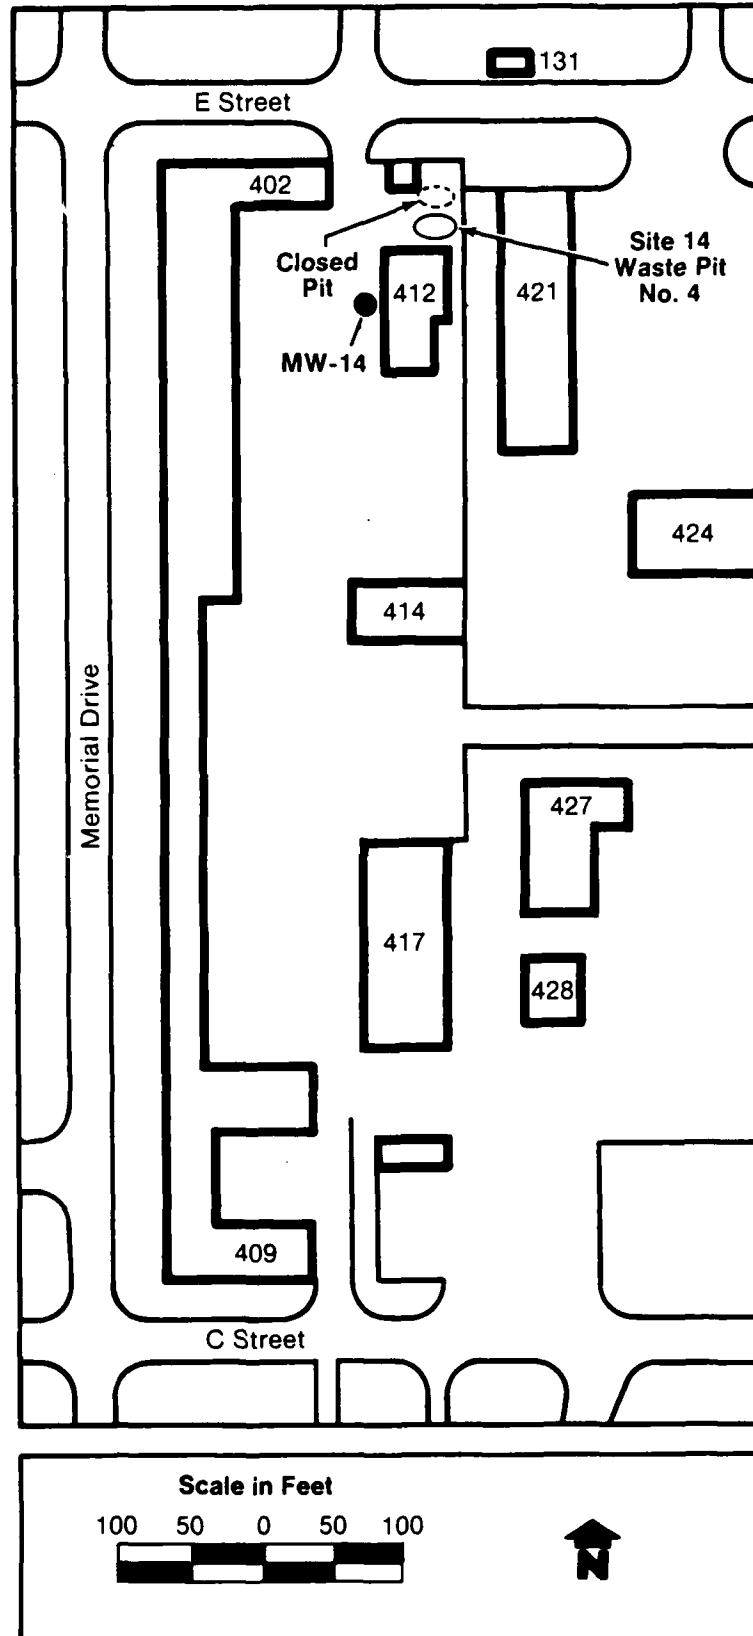 131
E Street
402
Closed
Pit
412
MW-14
421
Site 14
Waste Pit
No. 4
424
414
Memorial Drive
427
417
428
409
C Street
Scale in Feet
100 50 0 50 100
N